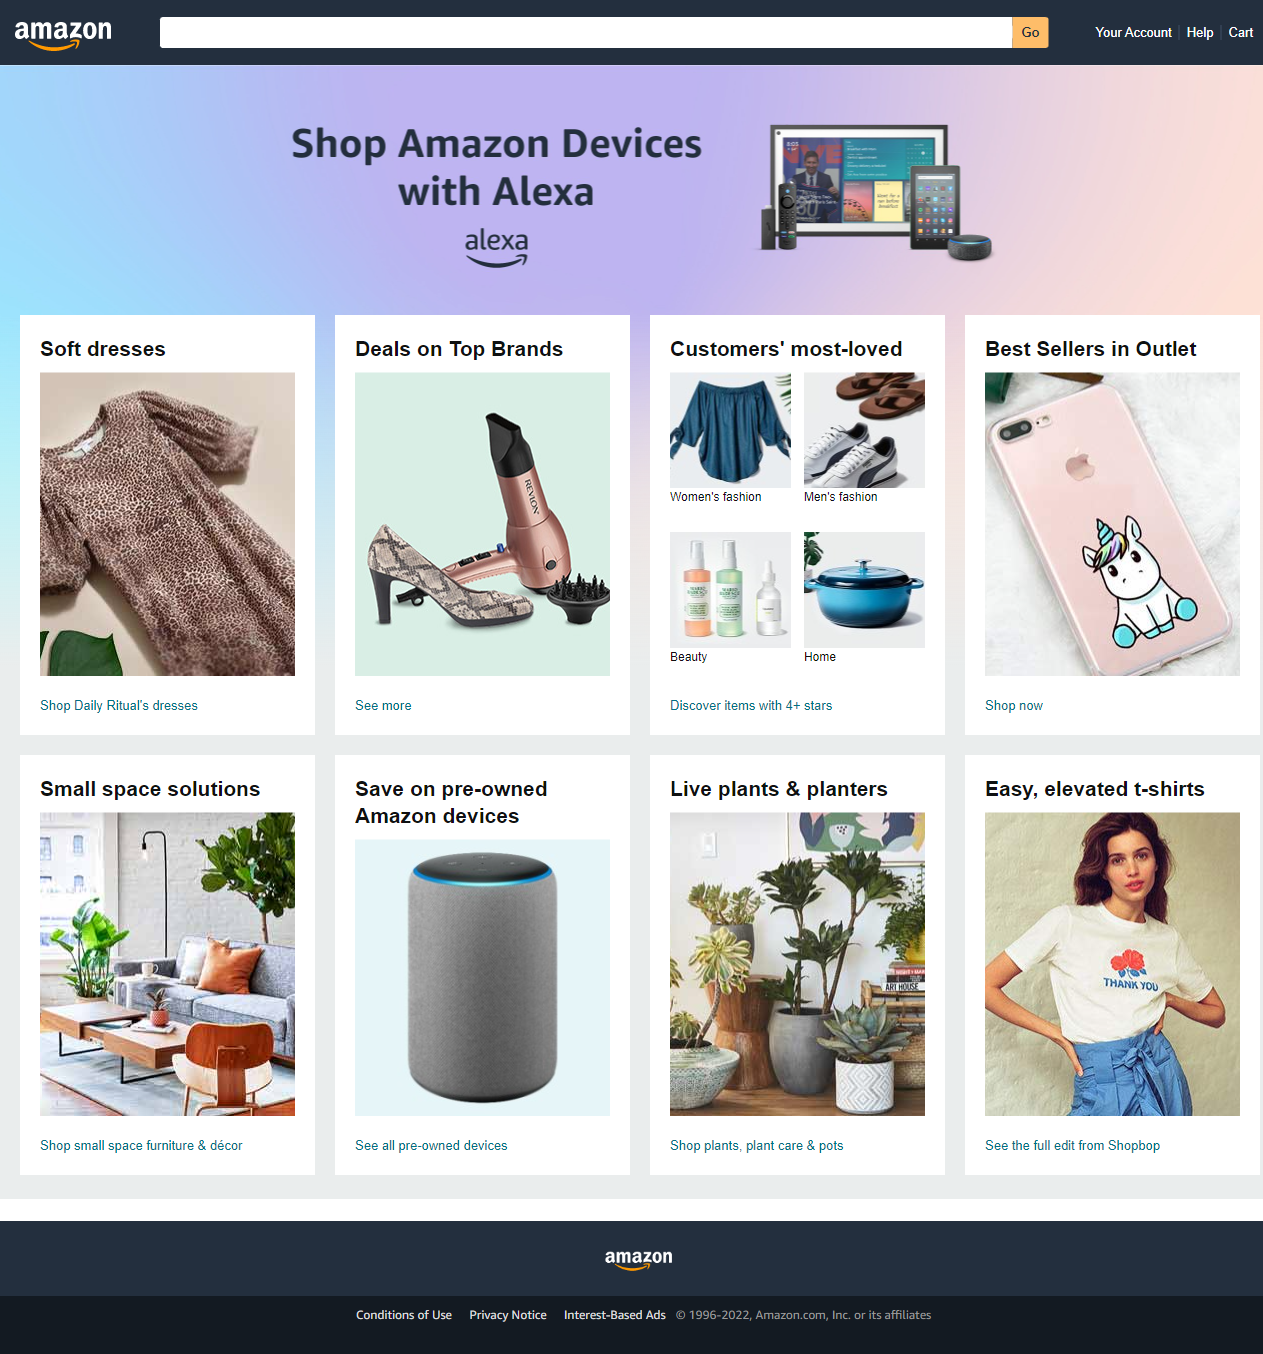 amazon
Go
Your Account
Help
Cart
Shop Amazon Devices
with Alexa
alexa
8:05
Soft dresses
Shop Daily Ritual's dresses
Deals on Top Brands
REVLON
See more
Customers' most-loved
Women's fashion
Men's fashion
Beauty
Home
Discover items with 4+ stars
Best Sellers in Outlet
Shop now
Small space solutions
Shop small space furniture & décor
Save on pre-owned
Amazon devices
See all pre-owned devices
Live plants & planters
ART HOUSE
Shop plants, plant care & pots
Easy, elevated t-shirts
THANK YOU
See the full edit from Shopbop
amazon
Conditions of Use
Privacy Notice
Interest-Based Ads
© 1996-2022, Amazon.com, Inc. or its affiliates